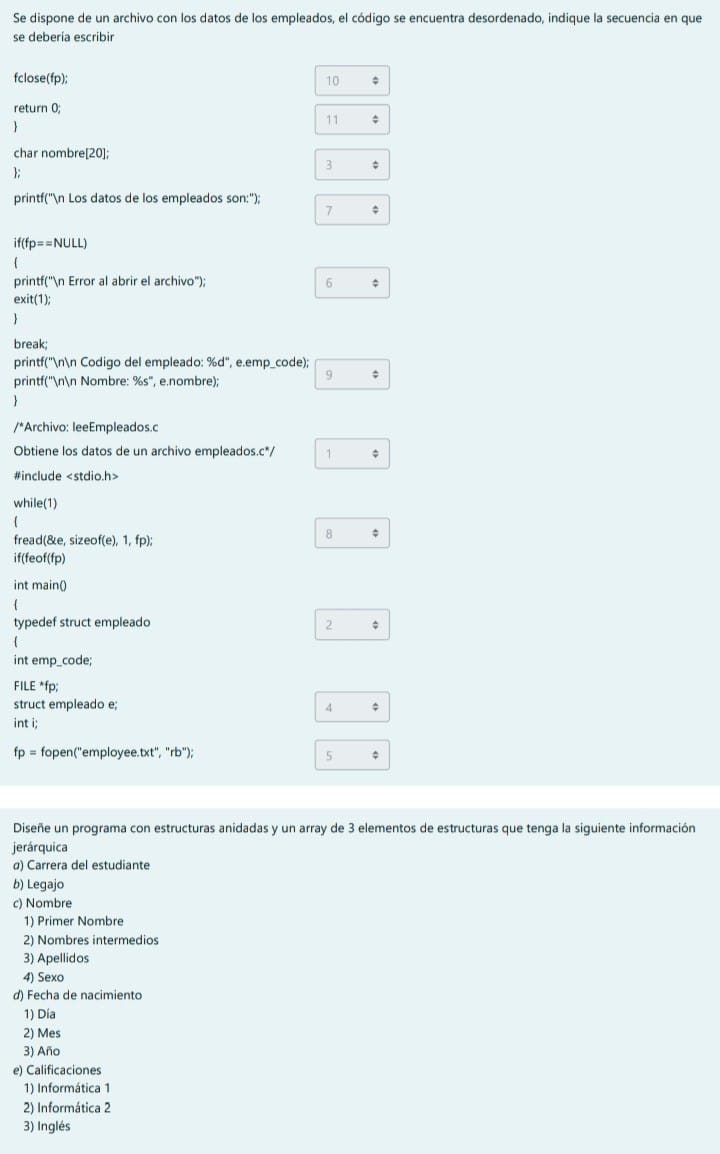 Se dispone de un archivo con los datos de los empleados, el código se encuentra desordenado, indique la secuencia en que
se debería escribir
fclose(fp);
10
return 0;
}
11
char nombre[20];
};
3
printf("\n Los datos de los empleados son:");
7
if(fp==NULL)
{
printf("\n Error al abrir el archivo");
exit(1);
}
6
break;
printf("\n\n Codigo del empleado: %d", e.emp_code);
printf("\n\n Nombre: %s", e.nombre);
}
9
/*Archivo: leeEmpleados.c
Obtiene los datos de un archivo empleados.c*/
#include <stdio.h>
1
while(1)
{
fread(&e, sizeof(e), 1, fp);
if(feof(fp)
8
int main()
{
typedef struct empleado
{
int emp_code;
2
FILE *fp;
struct empleado e;
int i;
4
fp = fopen("employee.txt", "rb");
5
Diseñe un programa con estructuras anidadas y un array de 3 elementos de estructuras que tenga la siguiente información
jerárquica
a) Carrera del estudiante
b) Legajo
c) Nombre
1) Primer Nombre
2) Nombres intermedios
3) Apellidos
4) Sexo
d) Fecha de nacimiento
1) Día
2) Mes
3) Año
e) Calificaciones
1) Informática 1
2) Informática 2
3) Inglés